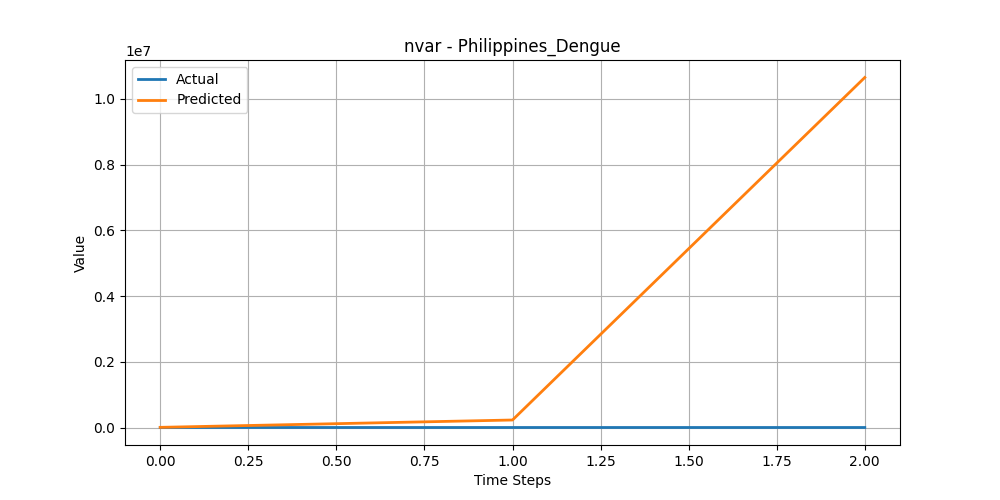 nvar - Philippines_Dengue
1e7
Actual
Predicted
1.0
0.8
0.6
0.4
0.2
0.0
Value
0.00 0.25 0.50 0.75 1.00 1.25 1.50 1.75 2.00
Time Steps